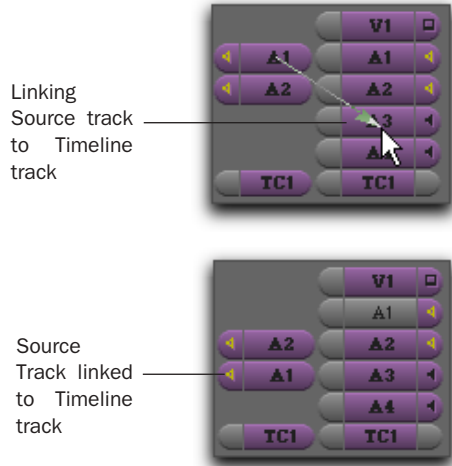 V1
A1 A1
A2 A2
Linking
Source track
to Timeline
track
A3
TC1 TC1
V1
A1
A2 A2
Source
Track linked
to Timeline
track
A1 A3
A4
TC1 TC1